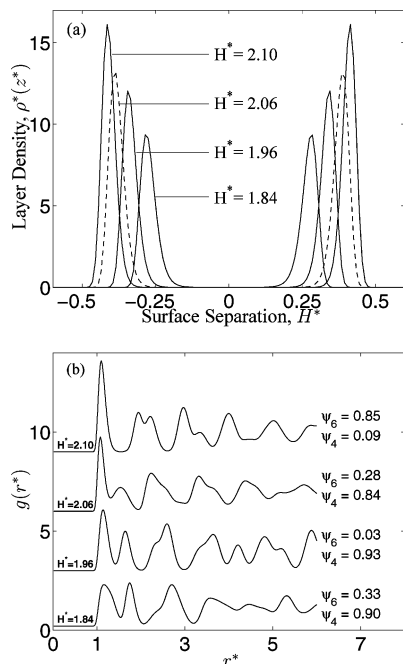 (a)
15
10
5
0
Layer Density, ρ*(z*)
H* = 2.10
H* = 2.06
H* = 1.96
H* = 1.84
−0.5 −0.25 0 0.25 0.5
Surface Separation, H*
(b)
10
5
0
g(r*)
H*=2.10
H*=2.06
H*=1.96
H*=1.84
ψ6 = 0.85
ψ4 = 0.09
ψ6 = 0.28
ψ4 = 0.84
ψ6 = 0.03
ψ4 = 0.93
ψ6 = 0.33
ψ4 = 0.90
0 1 3 5 7
r*